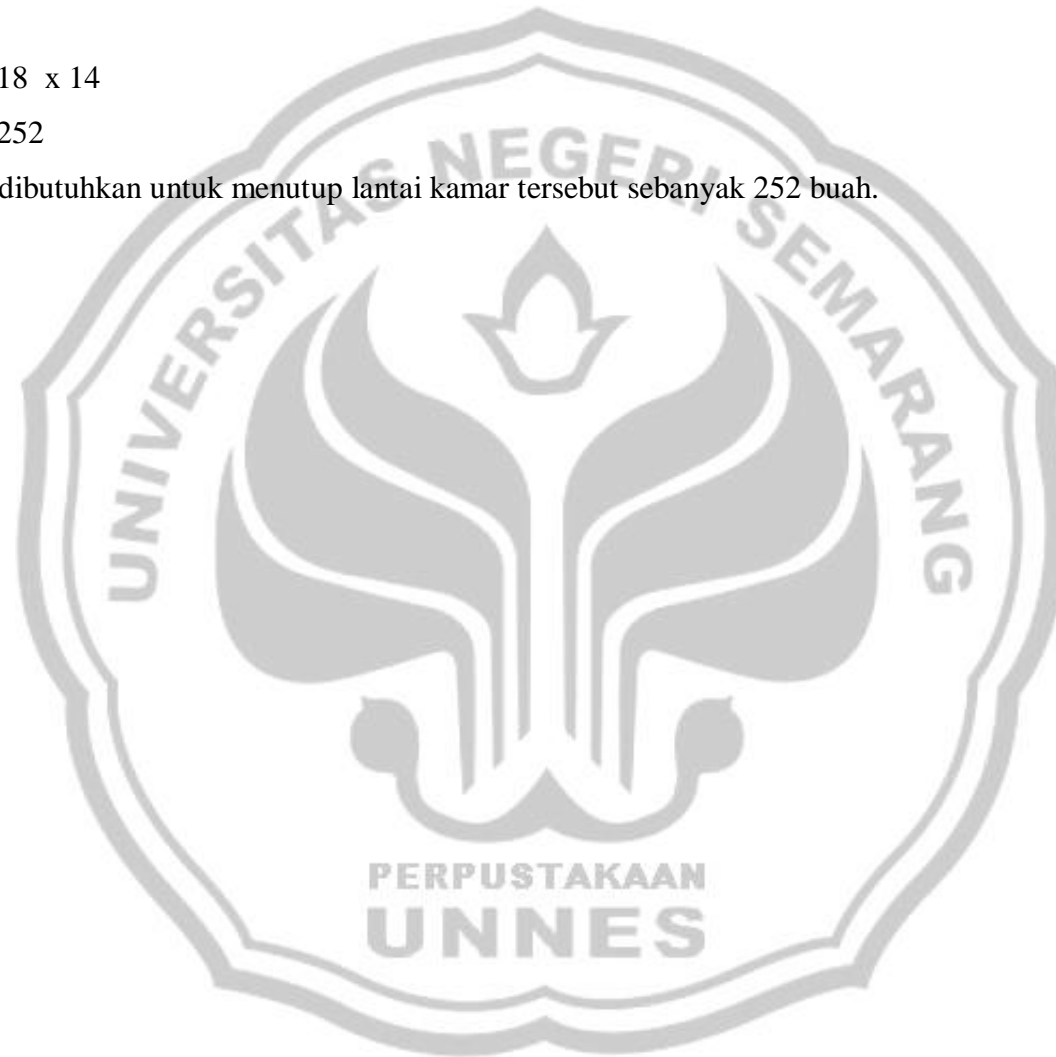 18 x 14
252
dibutuhkan untuk menutup lantai kamar tersebut sebanyak 252 buah.
UNIVERSITAS NEGERI SEMARANG
PERPUSTAKAAN
UNNES